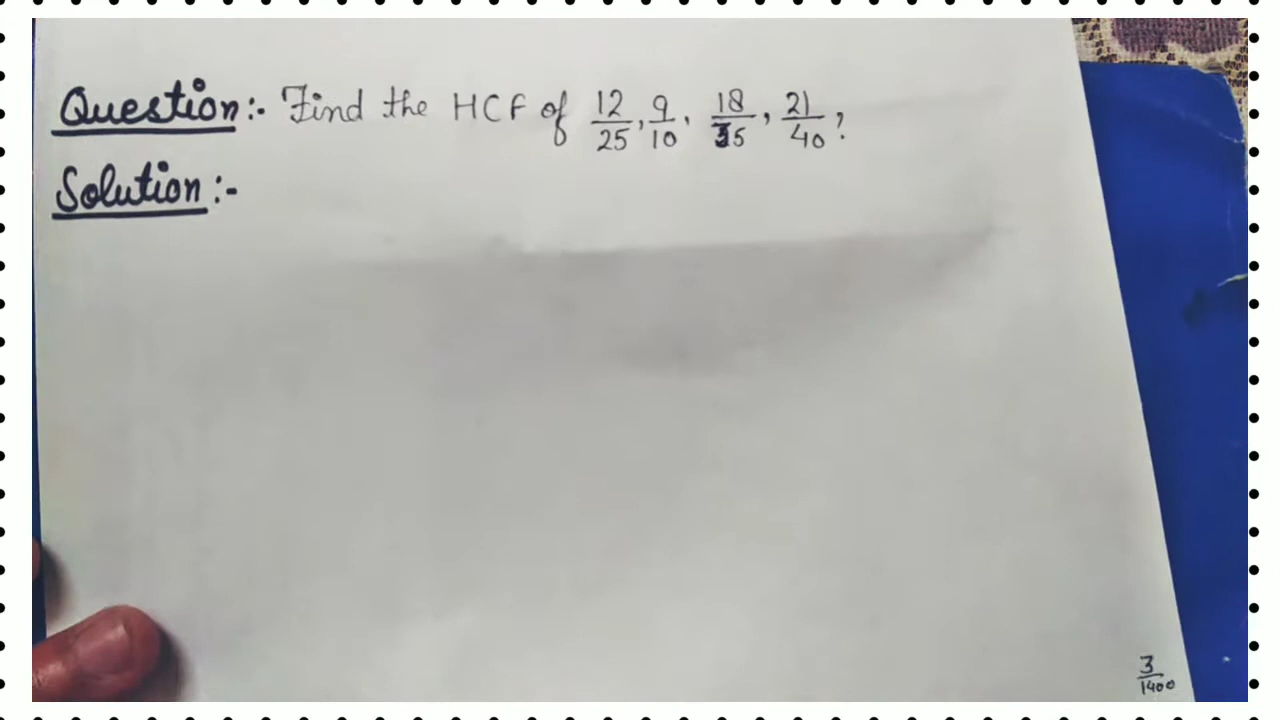 Question:- Find the HCF of 12/25, 9/10, 18/35, 21/40?
Solution:-
3/1400